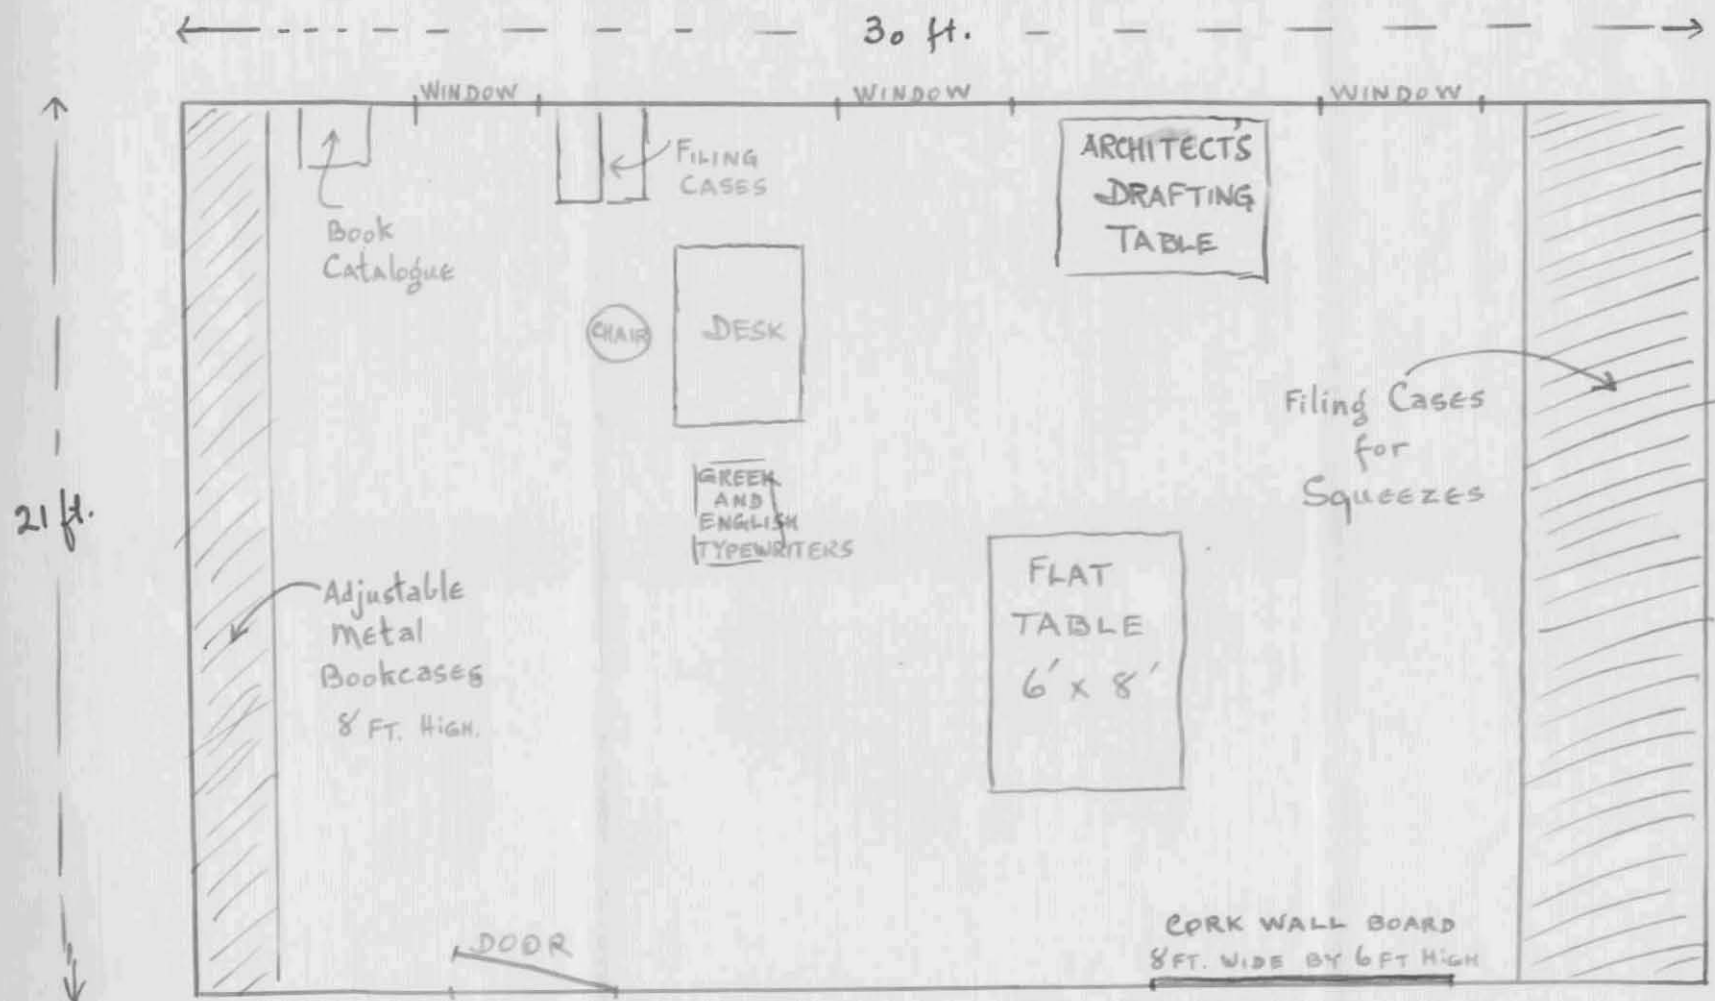 30 ft.
WINDOW
WINDOW
WINDOW
FILING
CASES
ARCHITECT'S
DRAFTING
TABLE
Book
Catalogue
CHAIR
DESK
Filing Cases
for
Squeezes
GREEK
AND
ENGLISH
TYPEWRITERS
21 ft.
FLAT
TABLE
6' x 8'
Adjustable
Metal
Bookcases
8 FT. HIGH.
DOOR
CORK WALL BOARD
8 FT. WIDE BY 6 FT HIGH